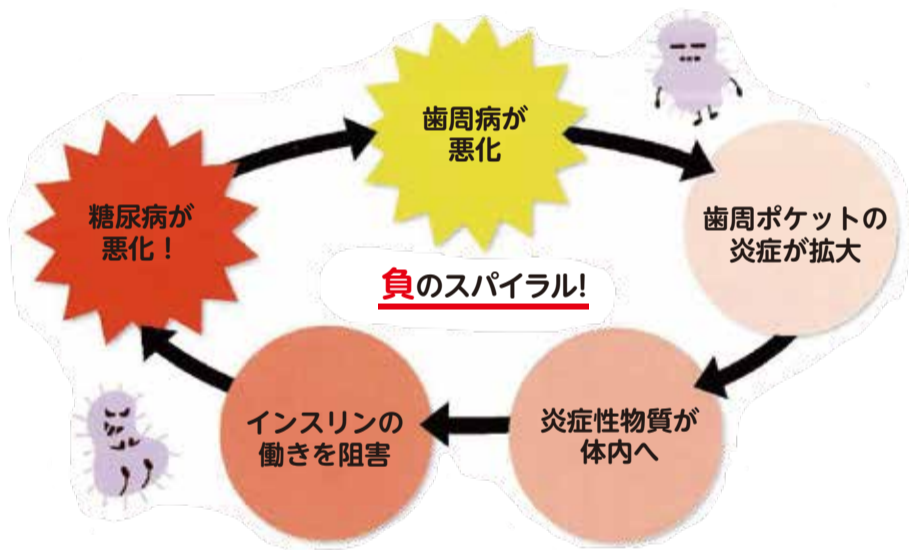 歯周病が
悪化
歯周ポケットの
炎症が拡大
炎症性物質が
体内へ
インスリンの
働きを阻害
糖尿病が
悪化！
負のスパイラル!